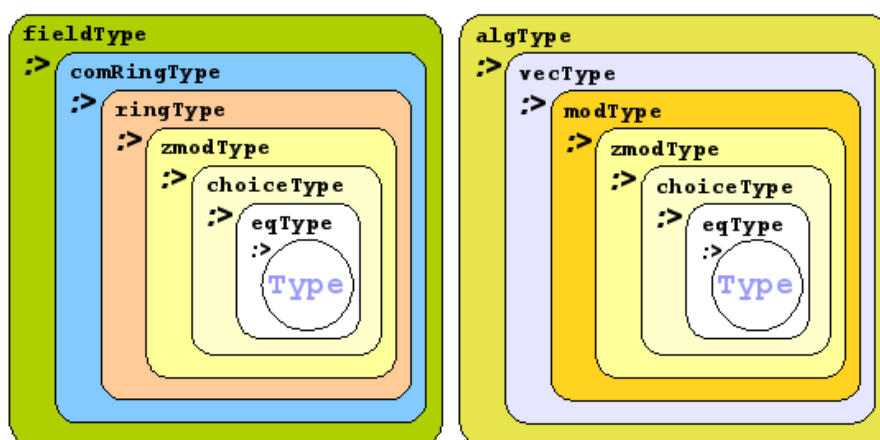 fieldType
:>
comRingType
:>
ringType
:>
zmodType
:>
choiceType
:>
eqType
:>
Type
algType
:>
vecType
:>
modType
:>
zmodType
:>
choiceType
:>
eqType
:>
Type